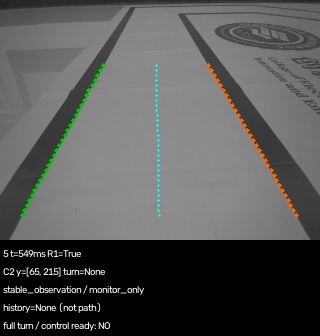 5 t=549ms R1=True
C2 y=[65, 215] turn=None
stable_observation / monitor_only
history=None (not path)
full turn / control ready: NO